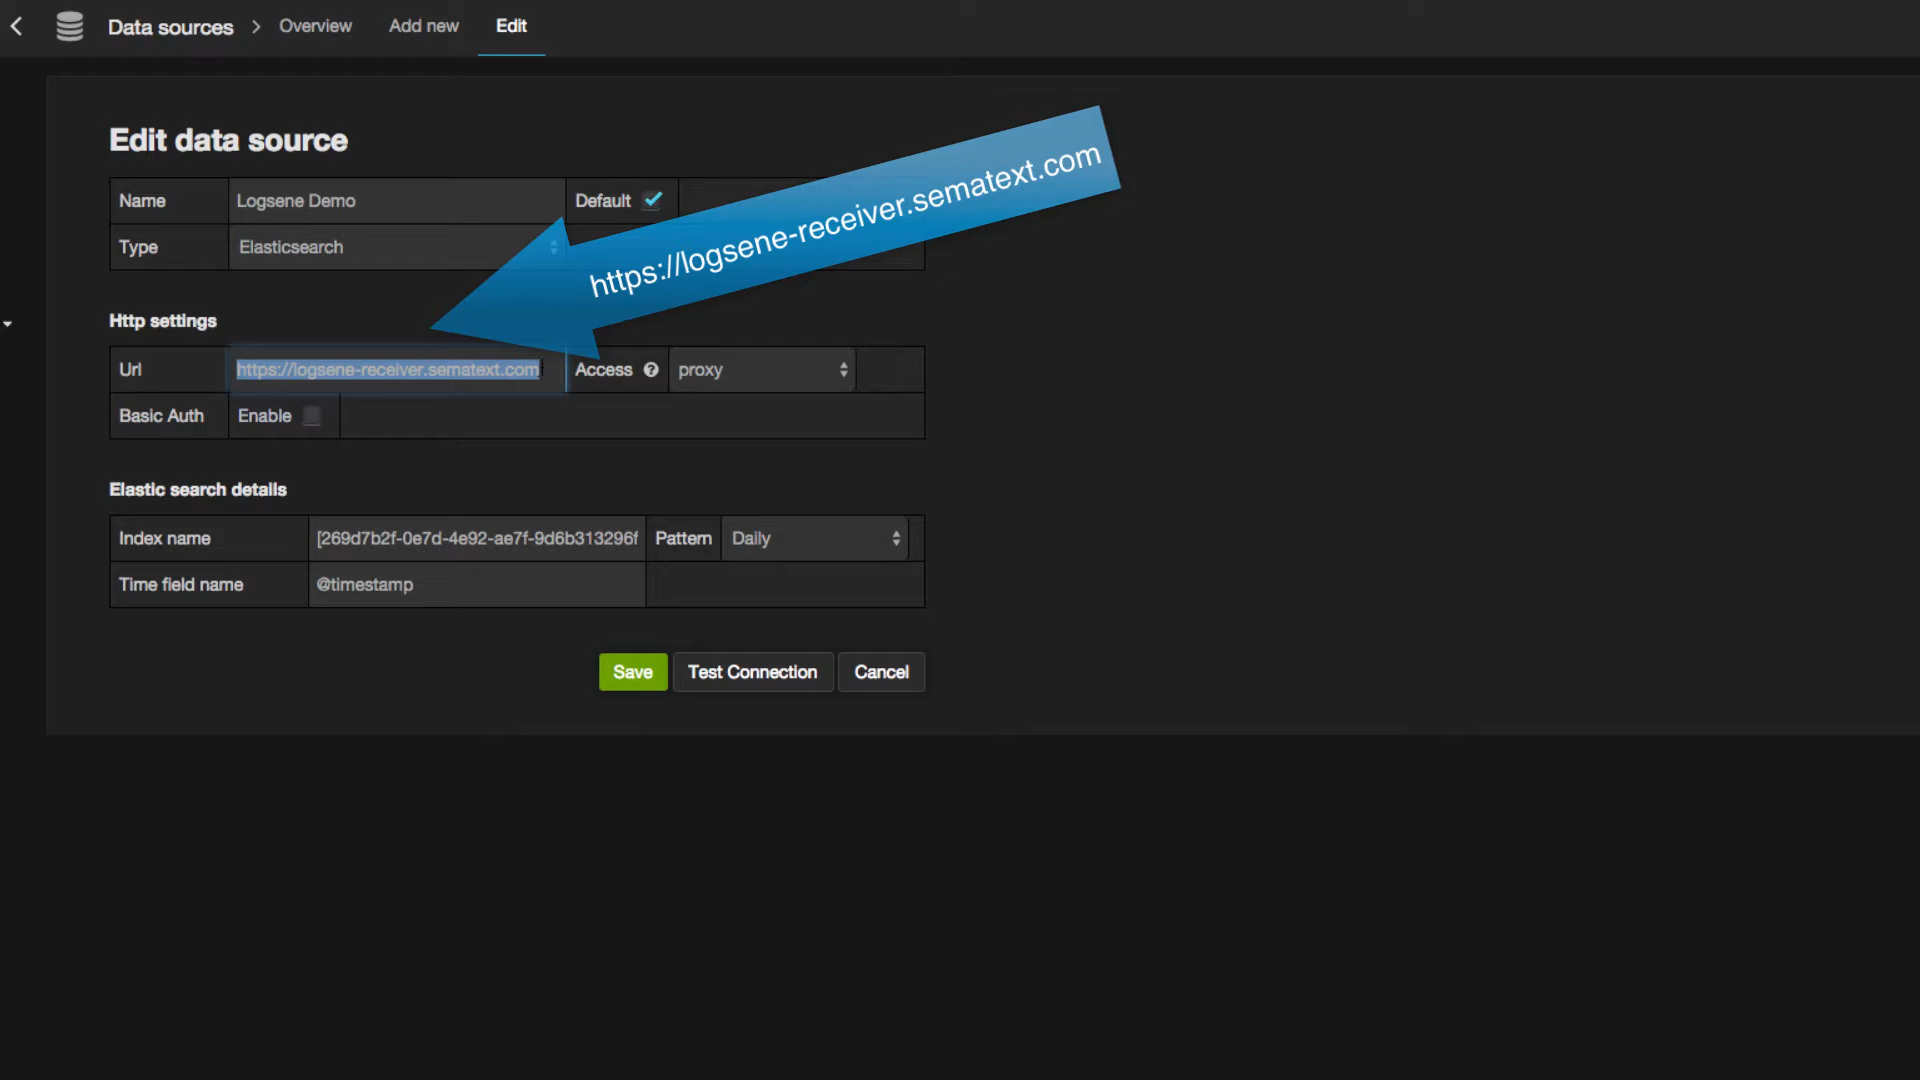 Data sources > Overview Add new Edit
Edit data source
Name Logsene Demo Default
Type Elasticsearch
https://logsene-receiver.sematext.com
Http settings
Url https://logsene-receiver.sematext.com Access ? proxy
Basic Auth Enable
Elastic search details
Index name [269d7b2f-0e7d-4e92-ae7f-9d6b313296f Pattern Daily
Time field name @timestamp
Save Test Connection Cancel